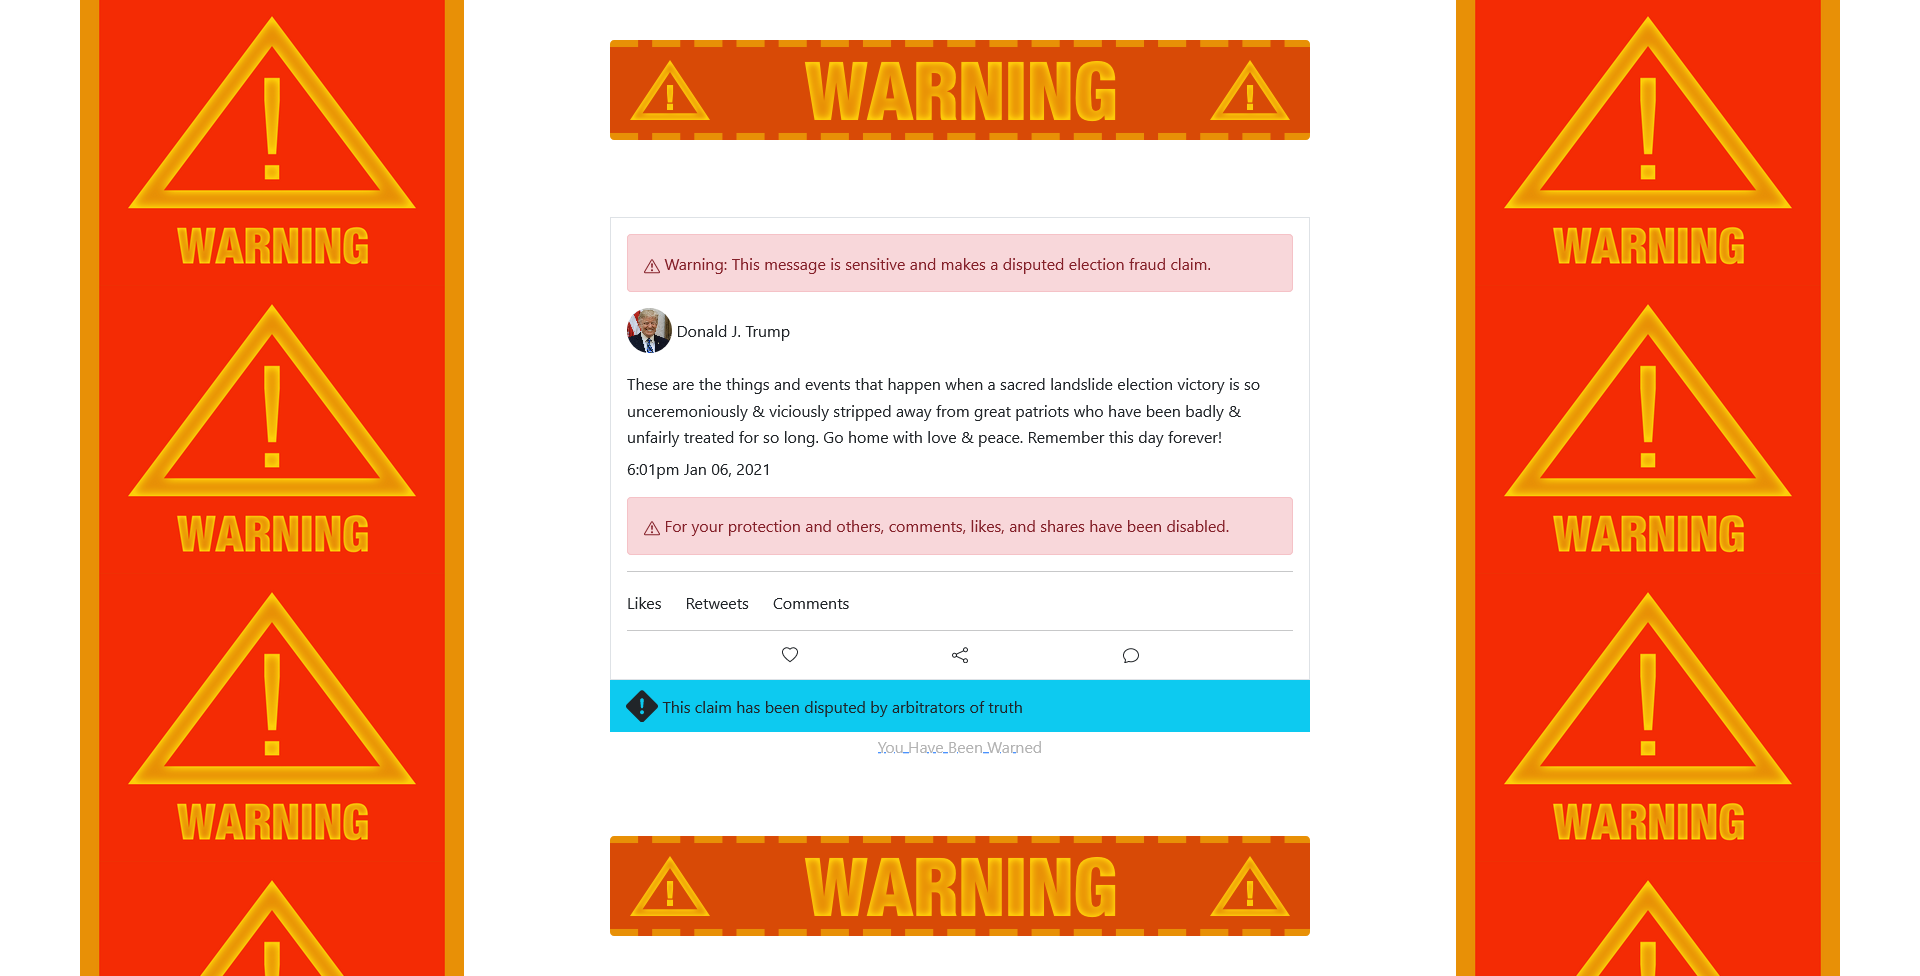 WARNING
WARNING
WARNING
WARNING
Warning: This message is sensitive and makes a disputed election fraud claim.
Donald J. Trump
These are the things and events that happen when a sacred landslide election victory is so
unceremoniously & viciously stripped away from great patriots who have been badly &
unfairly treated for so long. Go home with love & peace. Remember this day forever!
6:01pm Jan 06, 2021
For your protection and others, comments, likes, and shares have been disabled.
Likes Retweets Comments
This claim has been disputed by arbitrators of truth
You Have Been Warned
WARNING
WARNING
WARNING
WARNING